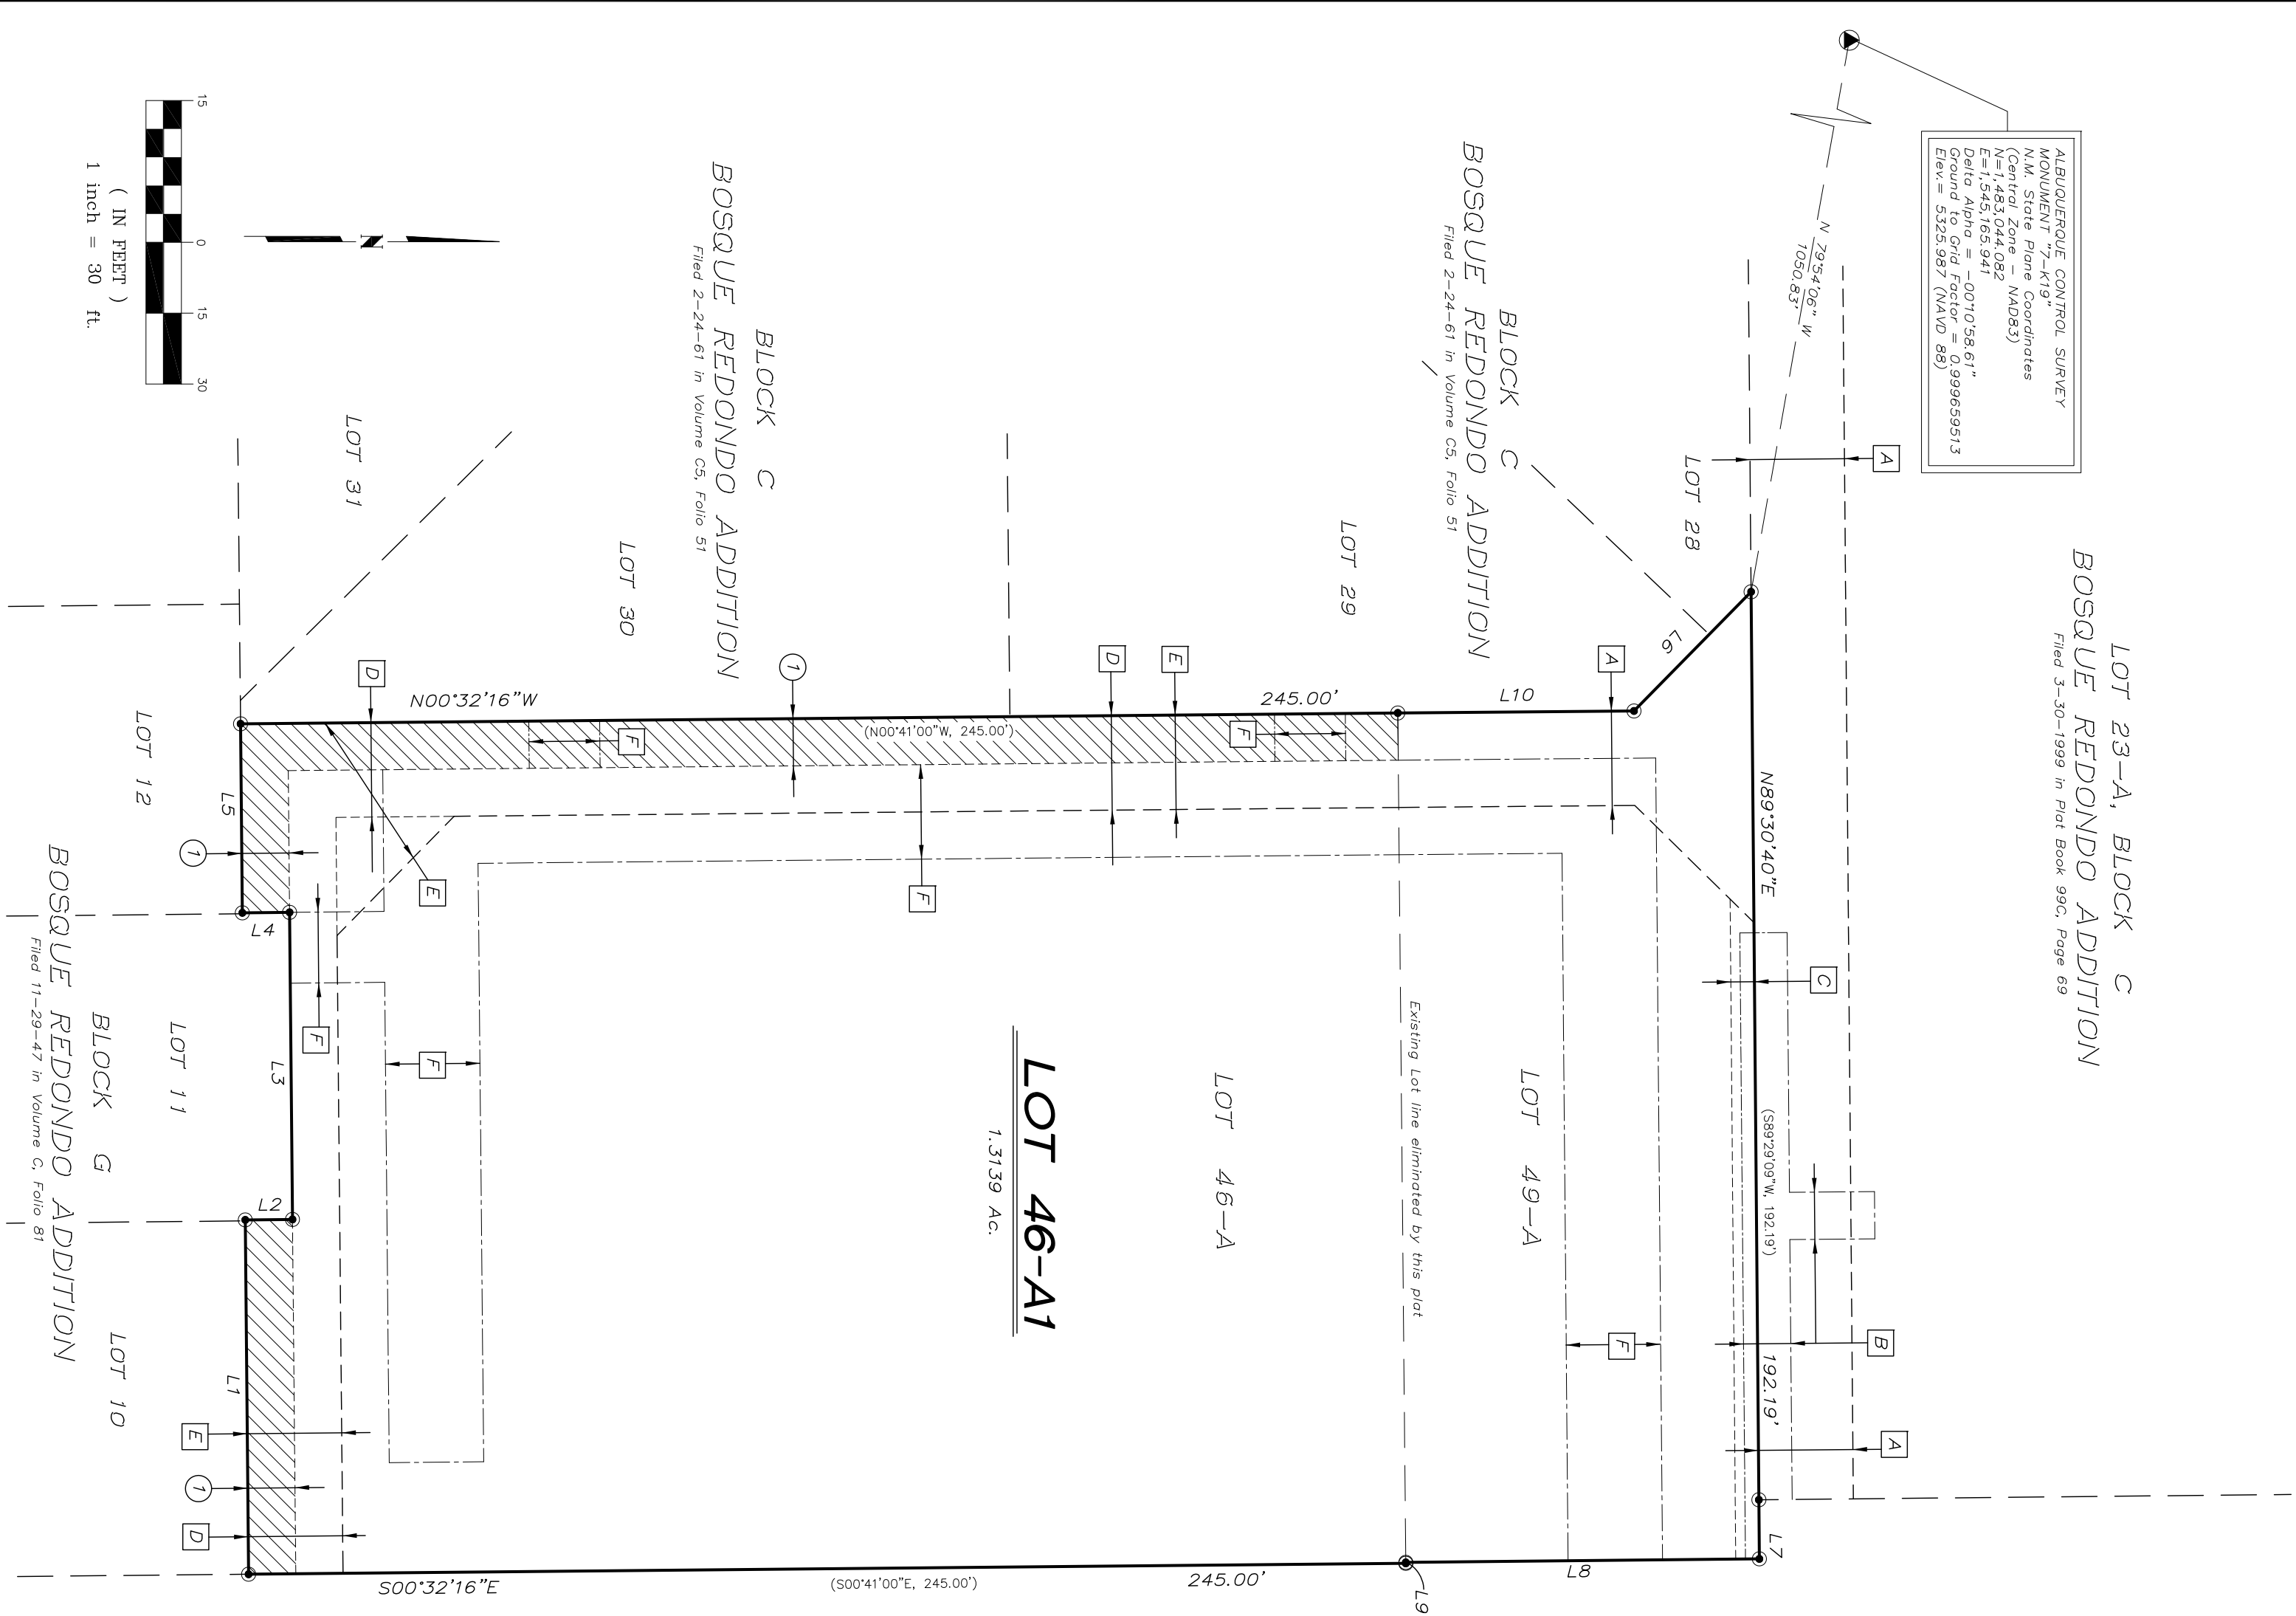 ALBUQUERQUE CONTROL SURVEY
MONUMENT "7-K19"
N.M. State Plane Coordinates
(Central Zone - NAD83)
N=1,483,044.082
E=1,545,165.941
Delta Alpha = -00°10'58.61"
Ground to Grid Factor = 0.999659513
Elev.= 5325.987 (NAVD 88)
N 79°54'06" W
1050.83'
LOT 23-A, BLOCK C
BOSQUE REDONDO ADDITION
Filed 3-30-1999 in Plat Book 99C, Page 69
A
LOT 28
BLOCK C
BOSQUE REDONDO ADDITION
Filed 2-24-61 in Volume C5, Folio 51
LOT 29
BLOCK C
BOSQUE REDONDO ADDITION
Filed 2-24-61 in Volume C5, Folio 51
LOT 30
LOT 31
15
0
15
30
( IN FEET )
1 inch = 30 ft.
N
L6
N89°30'40"E
192.19'
(S89°29'09"W, 192.19')
C
B
A
L7
L10
A
245.00'
N00°32'16"W
(N00°41'00"W, 245.00')
E
D
1
D
F
F
F
E
F
F
F
LOT 49-A
Existing Lot line eliminated by this plat
LOT 46-A
LOT 46-A1
1.3139 Ac.
L5
1
L4
L3
L2
L1
E
1
D
LOT 12
LOT 11
BLOCK G
BOSQUE REDONDO ADDITION
Filed 11-29-47 in Volume C, Folio 81
LOT 10
S00°32'16"E
(S00°41'00"E, 245.00')
245.00'
L9
L8